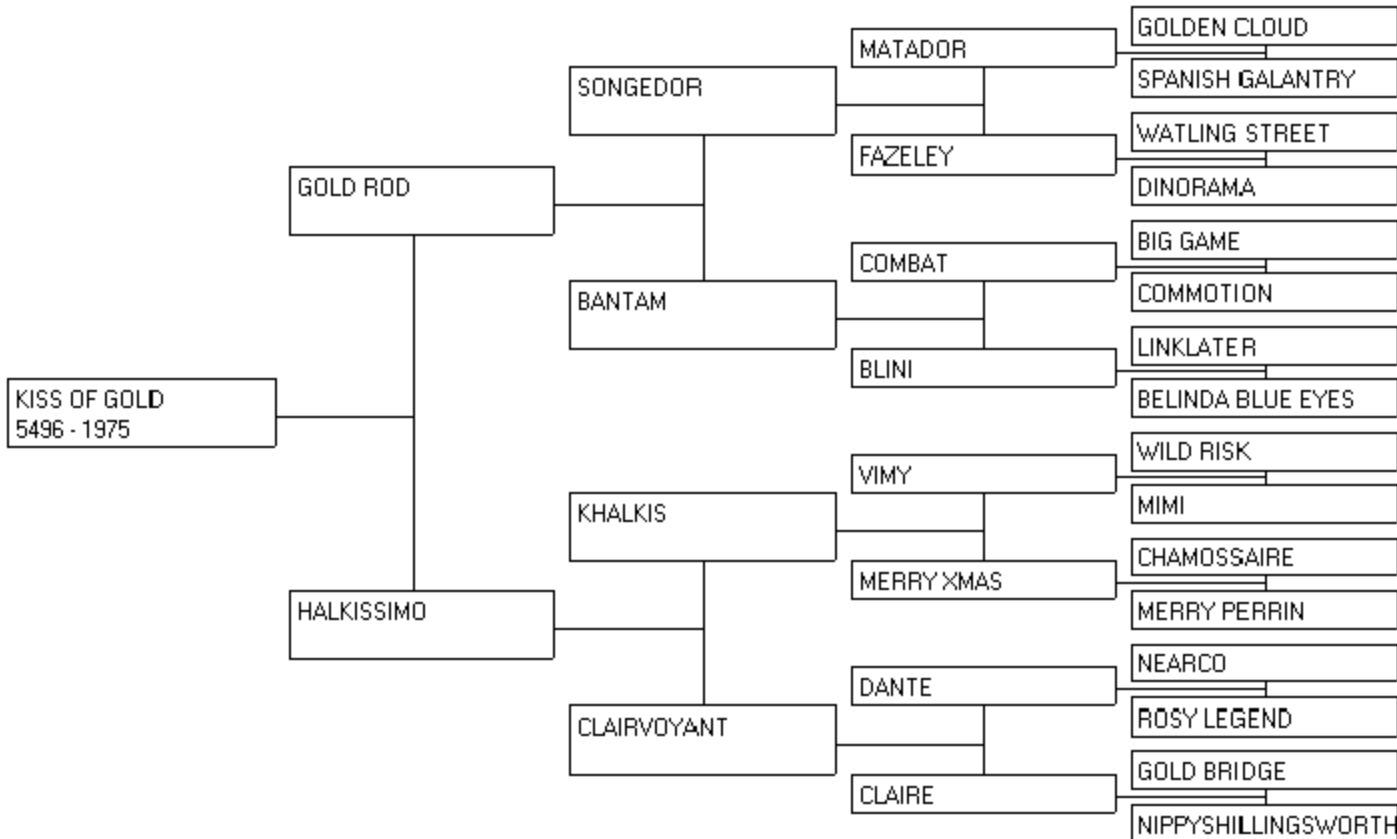 KISS OF GOLD
5496 - 1975
GOLD ROD
HALKISSIMO
SONGEDOR
BANTAM
KHALKIS
CLAIRVOYANT
MATADOR
FAZELEY
COMBAT
BLINI
VIMY
MERRY XMAS
DANTE
CLAIRE
GOLDEN CLOUD
SPANISH GALANTRY
WATLING STREET
DINORAMA
BIG GAME
COMMOTION
LINKLATER
BELINDA BLUE EYES
WILD RISK
MIMI
CHAMOSSAIRE
MERRY PERRIN
NEARCO
ROSY LEGEND
GOLD BRIDGE
NIPPYSHILLINGSWORTH